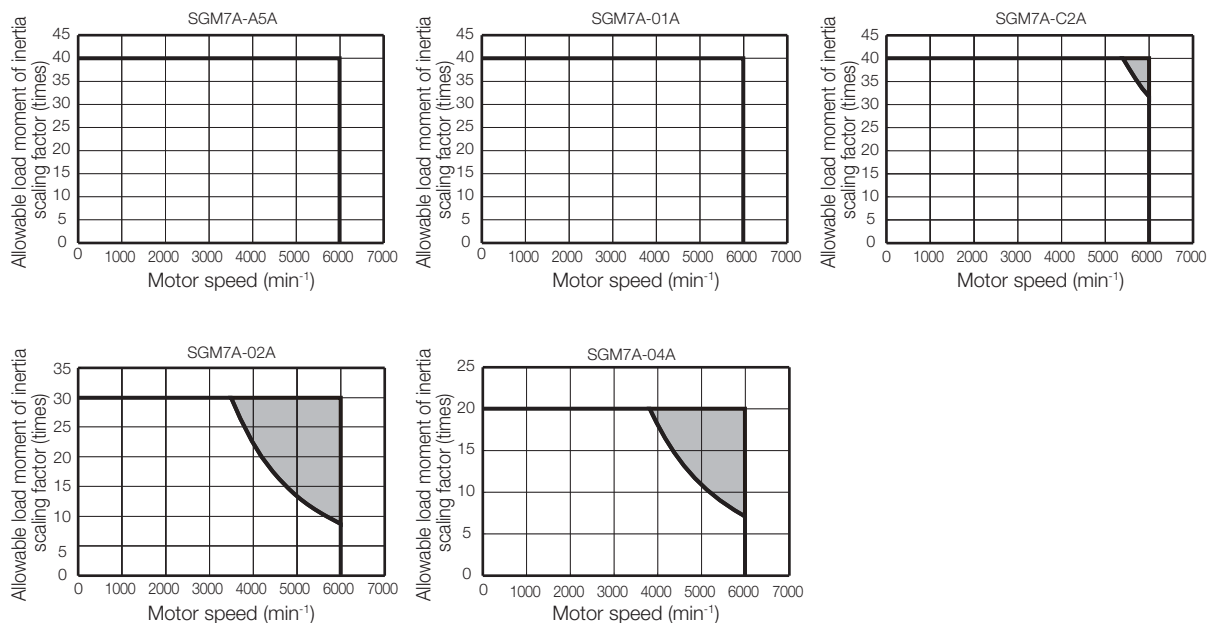 SGM7A-A5A
Allowable load moment of inertia
scaling factor (times)
45
40
35
30
25
20
15
10
5
0
0 1000 2000 3000 4000 5000 6000 7000
Motor speed (min-1)
SGM7A-01A
Allowable load moment of inertia
scaling factor (times)
45
40
35
30
25
20
15
10
5
0
0 1000 2000 3000 4000 5000 6000 7000
Motor speed (min-1)
SGM7A-C2A
Allowable load moment of inertia
scaling factor (times)
45
40
35
30
25
20
15
10
5
0
0 1000 2000 3000 4000 5000 6000 7000
Motor speed (min-1)
SGM7A-02A
Allowable load moment of inertia
scaling factor (times)
35
30
25
20
15
10
5
0
0 1000 2000 3000 4000 5000 6000 7000
Motor speed (min-1)
SGM7A-04A
Allowable load moment of inertia
scaling factor (times)
25
20
15
10
5
0
0 1000 2000 3000 4000 5000 6000 7000
Motor speed (min-1)